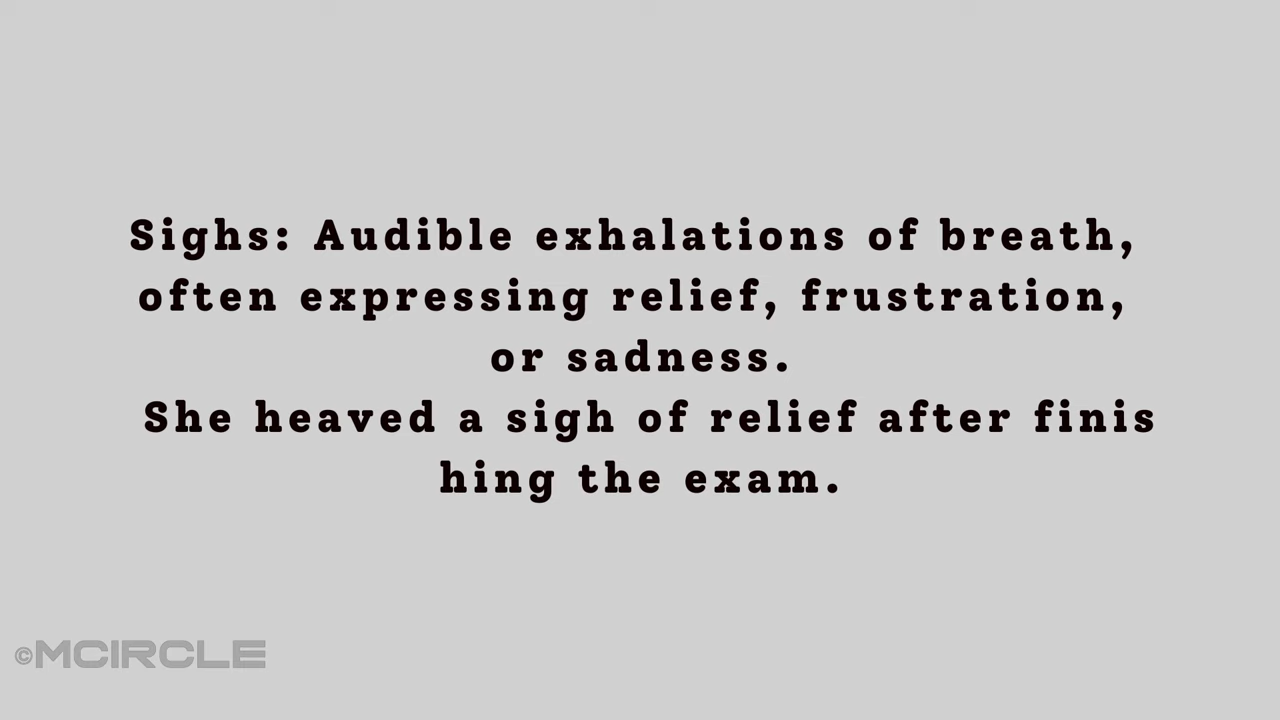 Sighs: Audible exhalations of breath,
often expressing relief, frustration,
or sadness.
She heaved a sigh of relief after finis
hing the exam.
©MCIRCLE